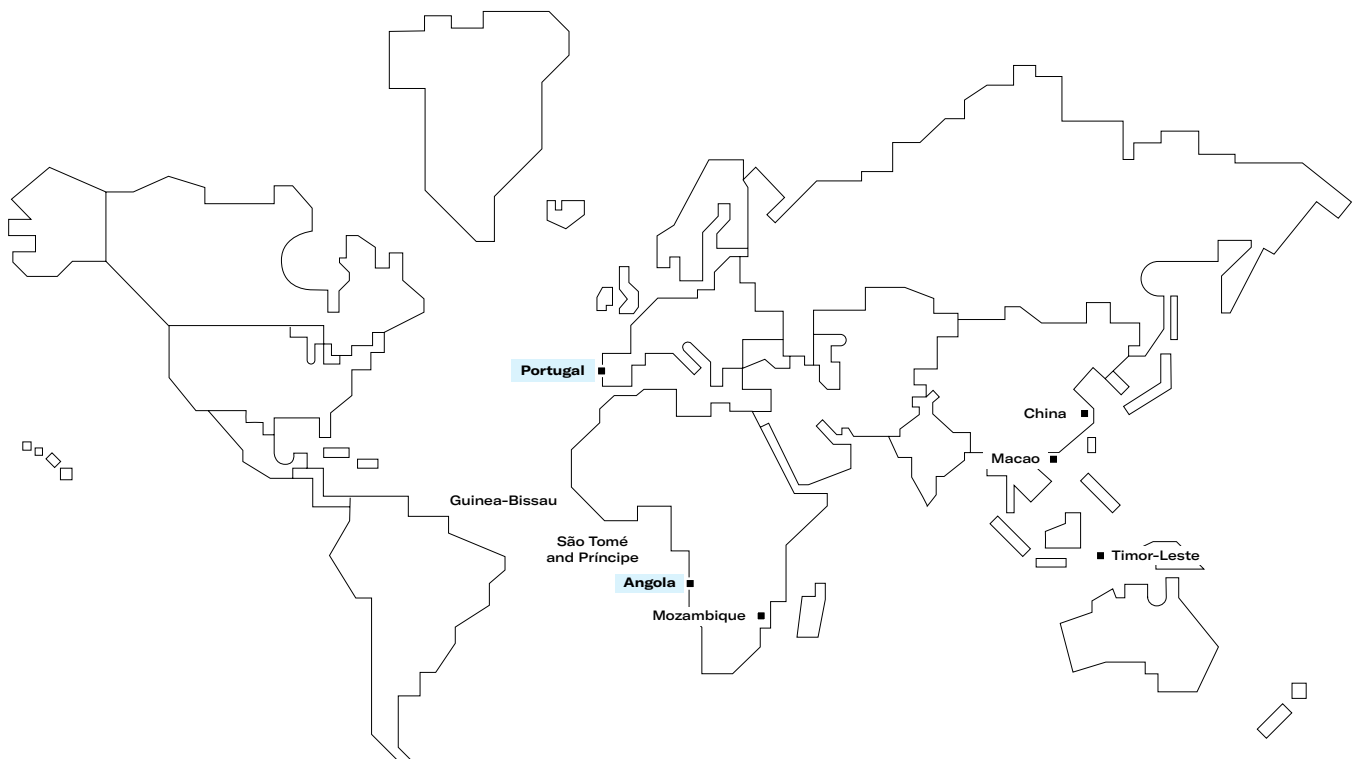 Portugal
China
Macao
Guinea-Bissau
São Tomé
and Príncipe
Timor-Leste
Angola
Mozambique